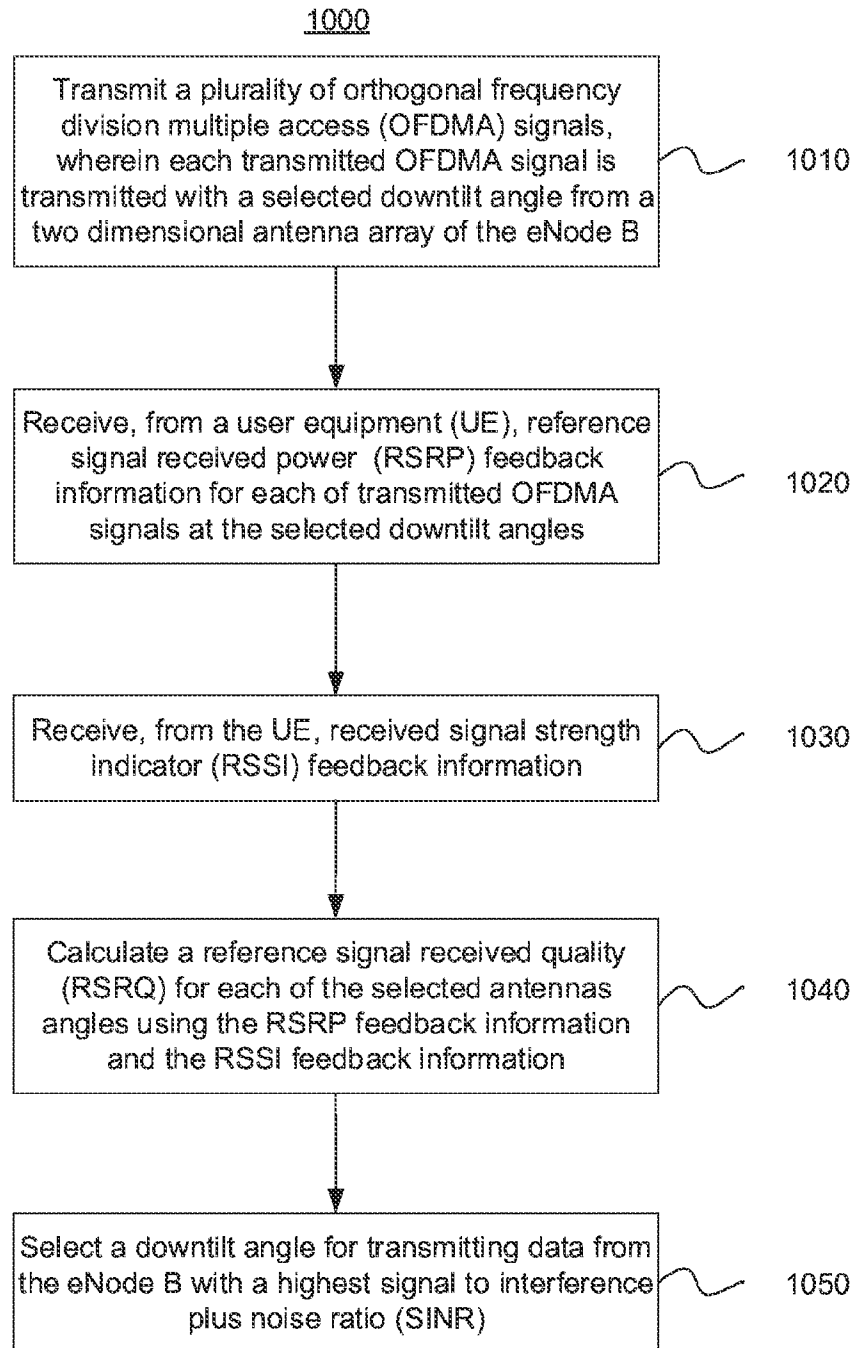 1000
Transmit a plurality of orthogonal frequency
division multiple access (OFDMA) signals,
wherein each transmitted OFDMA signal is
transmitted with a selected downtilt angle from a
two dimensional antenna array of the eNode B
1010
Receive, from a user equipment (UE), reference
signal received power (RSRP) feedback
information for each of transmitted OFDMA
signals at the selected downtilt angles
1020
Receive, from the UE, received signal strength
indicator (RSSI) feedback information
1030
Calculate a reference signal received quality
(RSRQ) for each of the selected antennas
angles using the RSRP feedback information
and the RSSI feedback information
1040
Select a downtilt angle for transmitting data from
the eNode B with a highest signal to interference
plus noise ratio (SINR)
1050